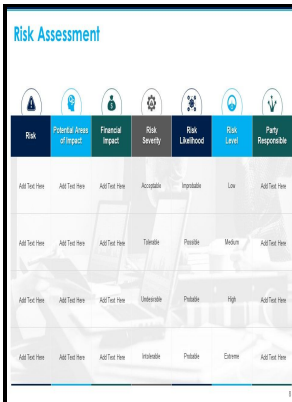 Risk Assessment
Risk Potential Areas of Impact Financial Impact Risk Severity Risk Likelihood Risk Level Party Responsible
Add Text Here Add Text Here Add Text Here Acceptable Improbable Low Add Text Here
Add Text Here Add Text Here Add Text Here Tolerable Possible Medium Add Text Here
Add Text Here Add Text Here Add Text Here Undesirable Probable High Add Text Here
Add Text Here Add Text Here Add Text Here Intolerable Probable Extreme Add Text Here